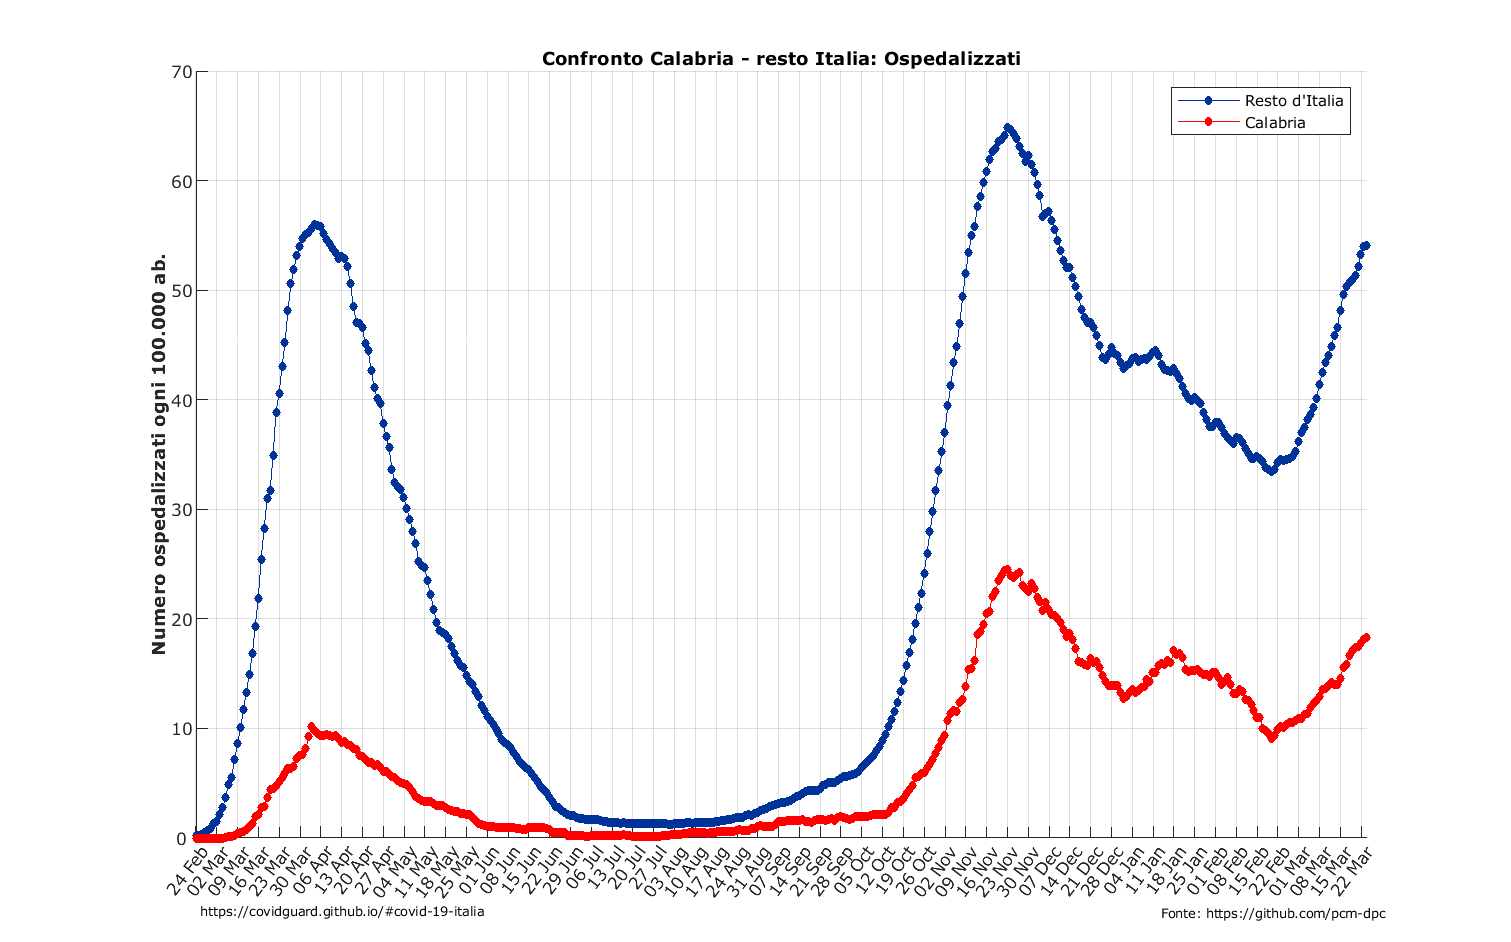 Confronto Calabria - resto Italia: Ospedalizzati
Resto d'Italia
Calabria
Numero ospedalizzati ogni 100.000 ab.
70
60
50
40
30
20
10
0
24 Feb
02 Mar
09 Mar
16 Mar
23 Mar
30 Mar
06 Apr
13 Apr
20 Apr
27 Apr
04 May
11 May
18 May
25 May
01 Jun
08 Jun
15 Jun
22 Jun
29 Jun
06 Jul
13 Jul
20 Jul
27 Jul
03 Aug
10 Aug
17 Aug
24 Aug
31 Aug
07 Sep
14 Sep
21 Sep
28 Sep
05 Oct
12 Oct
19 Oct
26 Oct
02 Nov
09 Nov
16 Nov
23 Nov
30 Nov
07 Dec
14 Dec
21 Dec
28 Dec
04 Jan
11 Jan
18 Jan
25 Jan
01 Feb
08 Feb
15 Feb
22 Feb
01 Mar
08 Mar
15 Mar
22 Mar
https://covidguard.github.io/#covid-19-italia
Fonte: https://github.com/pcm-dpc